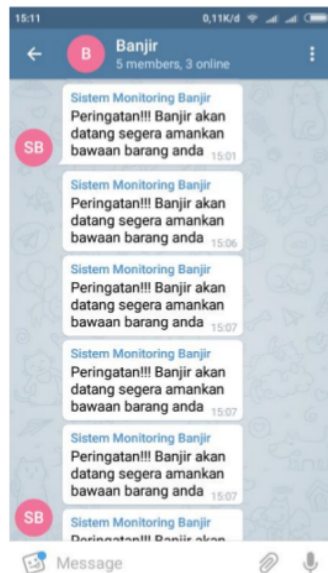 15:11
0,11K/d
B
Banjir
5 members, 3 online
Sistem Monitoring Banjir
Peringatan!!! Banjir akan
datang segera amankan
bawaan barang anda 15:01
SB
Sistem Monitoring Banjir
Peringatan!!! Banjir akan
datang segera amankan
bawaan barang anda 15:06
Sistem Monitoring Banjir
Peringatan!!! Banjir akan
datang segera amankan
bawaan barang anda 15:07
Sistem Monitoring Banjir
Peringatan!!! Banjir akan
datang segera amankan
bawaan barang anda 15:07
Sistem Monitoring Banjir
Peringatan!!! Banjir akan
datang segera amankan
bawaan barang anda 15:07
SB
Sistem Monitoring Banjir
Peringatan!!! Banjir akan
Message